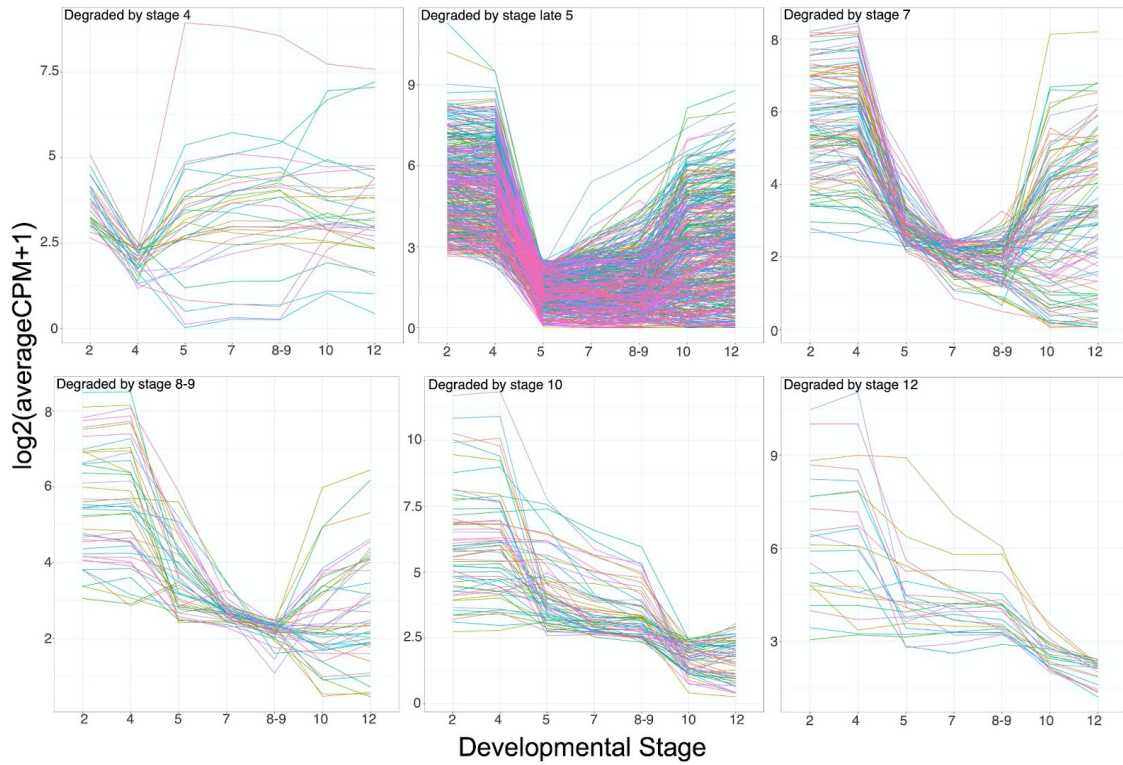 Degraded by stage 4
Degraded by stage late 5
Degraded by stage 7
7.5
5
2.5
0
2 4 5 7 8-9 10 12
9
6
3
0
2 4 5 7 8-9 10 12
8
6
4
2
0
2 4 5 7 8-9 10 12
log2(averageCPM+1)
Degraded by stage 8-9
Degraded by stage 10
Degraded by stage 12
8
6
4
2
2 4 5 7 8-9 10 12
10
7.5
5
2.5
0
2 4 5 7 8-9 10 12
9
6
3
2 4 5 7 8-9 10 12
Developmental Stage